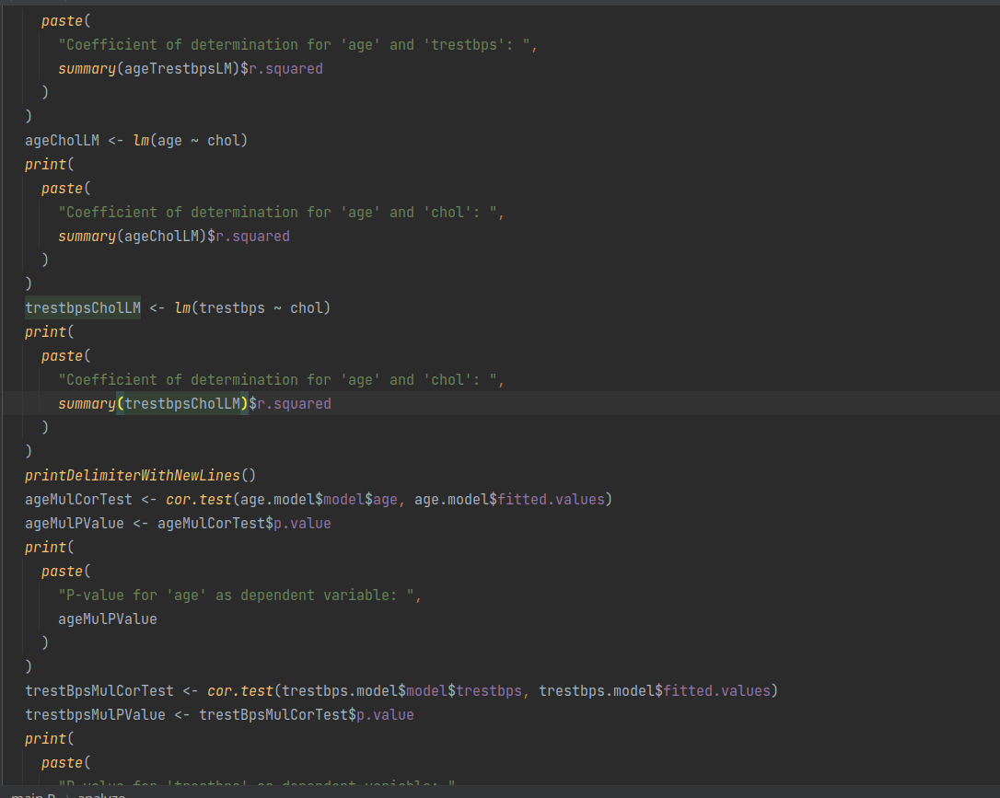 paste(
"Coefficient of determination for 'age' and 'trestbps': ",
summary(ageTrestbpsLM)$r.squared
)
)
ageCholLM <- lm(age ~ chol)
print(
paste(
"Coefficient of determination for 'age' and 'chol': ",
summary(ageCholLM)$r.squared
)
)
trestbpsCholLM <- lm(trestbps ~ chol)
print(
paste(
"Coefficient of determination for 'age' and 'chol': ",
summary(trestbpsCholLM)$r.squared
)
)
printDelimiterWithNewLines()
ageMulCorTest <- cor.test(age.model$model$age, age.model$fitted.values)
ageMulPValue <- ageMulCorTest$p.value
print(
paste(
"P-value for 'age' as dependent variable: ",
ageMulPValue
)
)
trestBpsMulCorTest <- cor.test(trestbps.model$model$trestbps, trestbps.model$fitted.values)
trestbpsMulPValue <- trestBpsMulCorTest$p.value
print(
paste(
"P-value for 'trestbps' as dependent variable: "
main.R > analyze